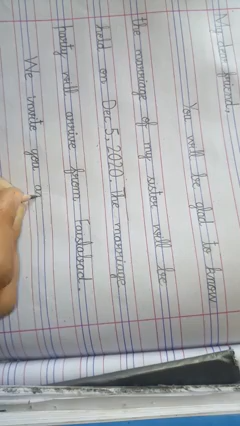 My dear friend,
You will be glad to know
the marriage of my sister will be
held on Dec. 5, 2020. The marriage
party will arrive from Faislabad.
We invite you